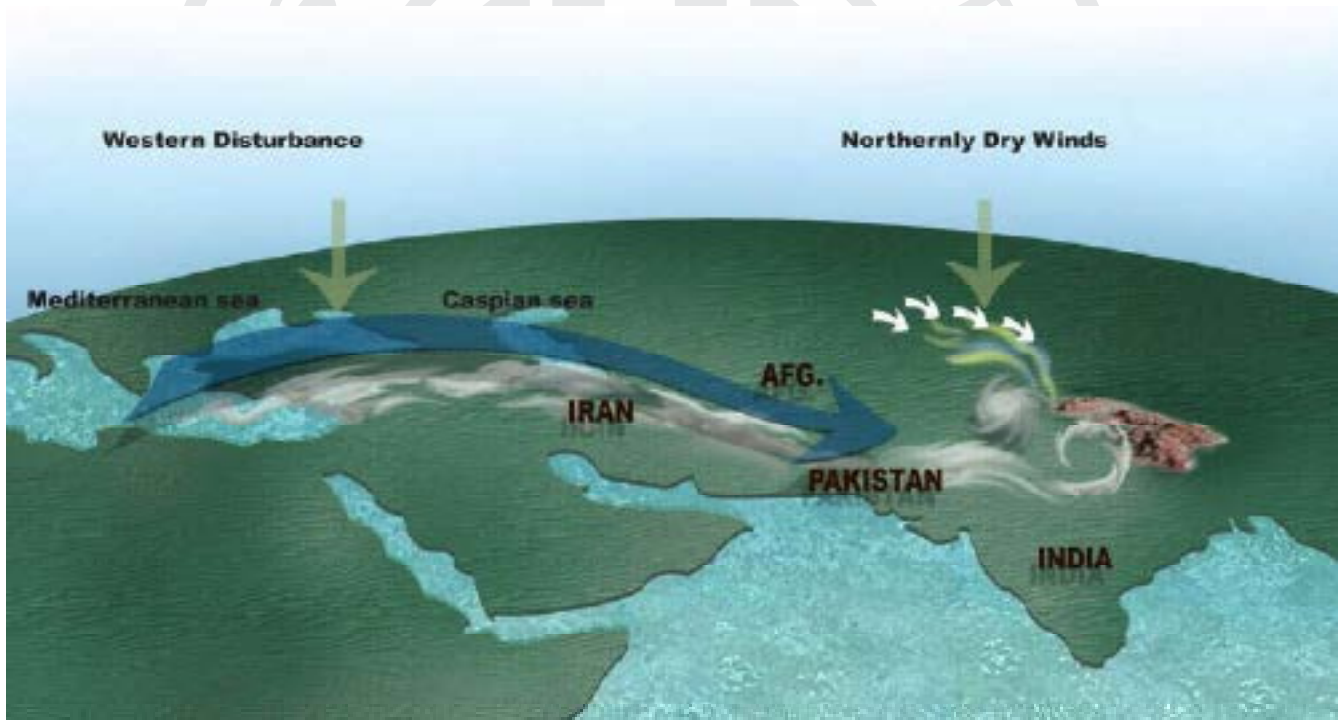 Western Disturbance
Northernly Dry Winds
Mediterranean sea
Caspian sea
AFG.
IRAN
PAKISTAN
INDIA